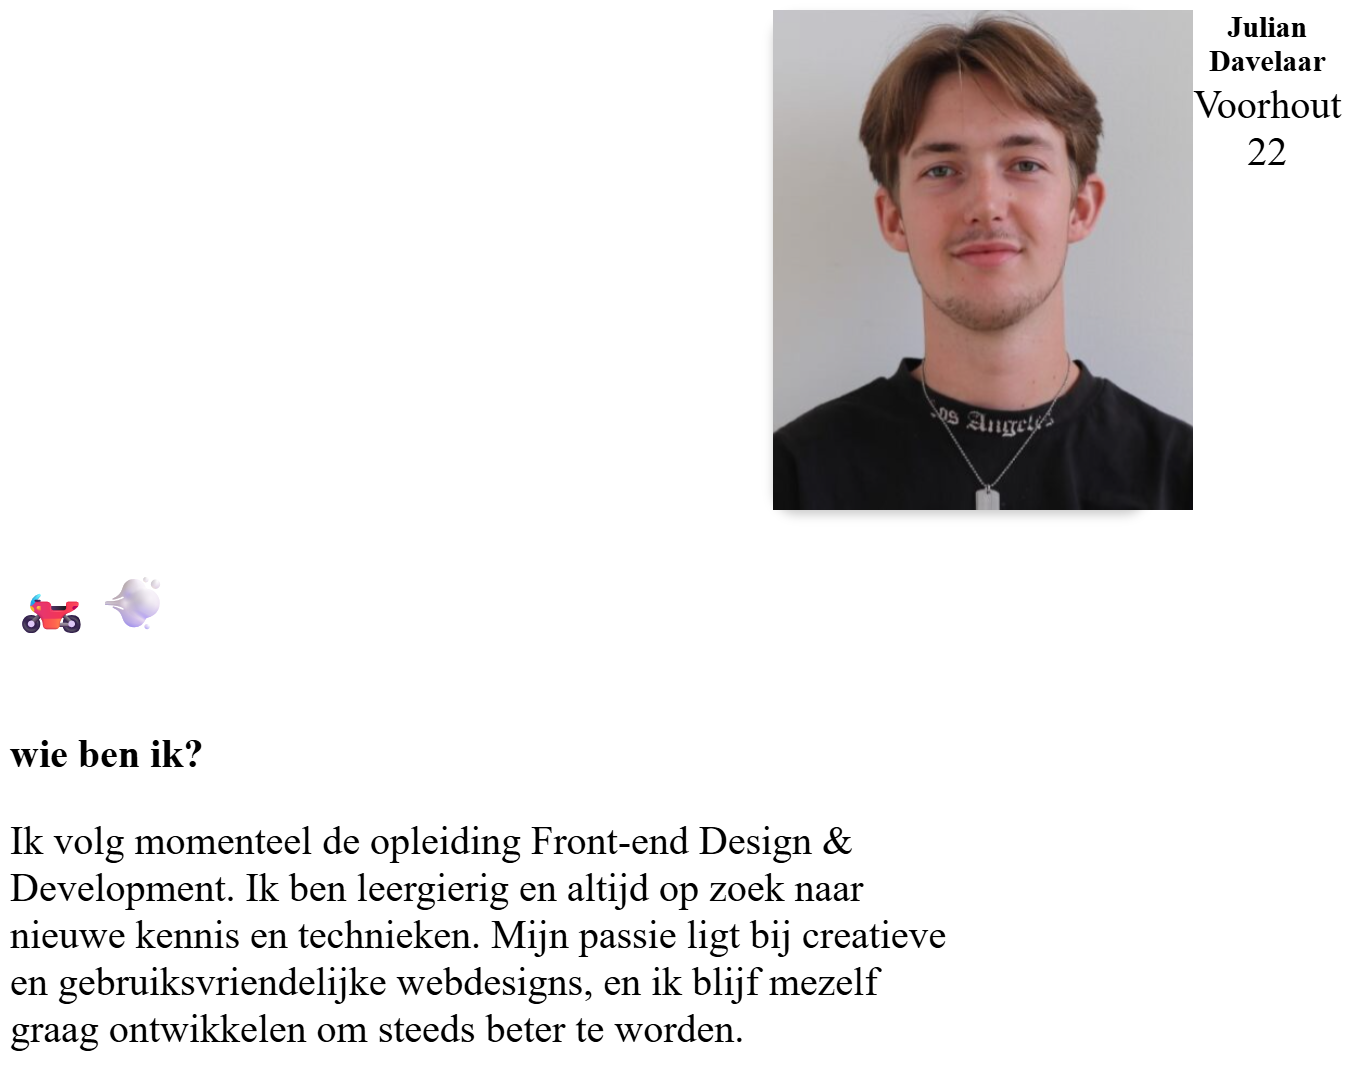 Julian
Davelaar
Voorhout
22
os Angeles
wie ben ik?
Ik volg momenteel de opleiding Front-end Design &
Development. Ik ben leergierig en altijd op zoek naar
nieuwe kennis en technieken. Mijn passie ligt bij creatieve
en gebruiksvriendelijke webdesigns, en ik blijf mezelf
graag ontwikkelen om steeds beter te worden.